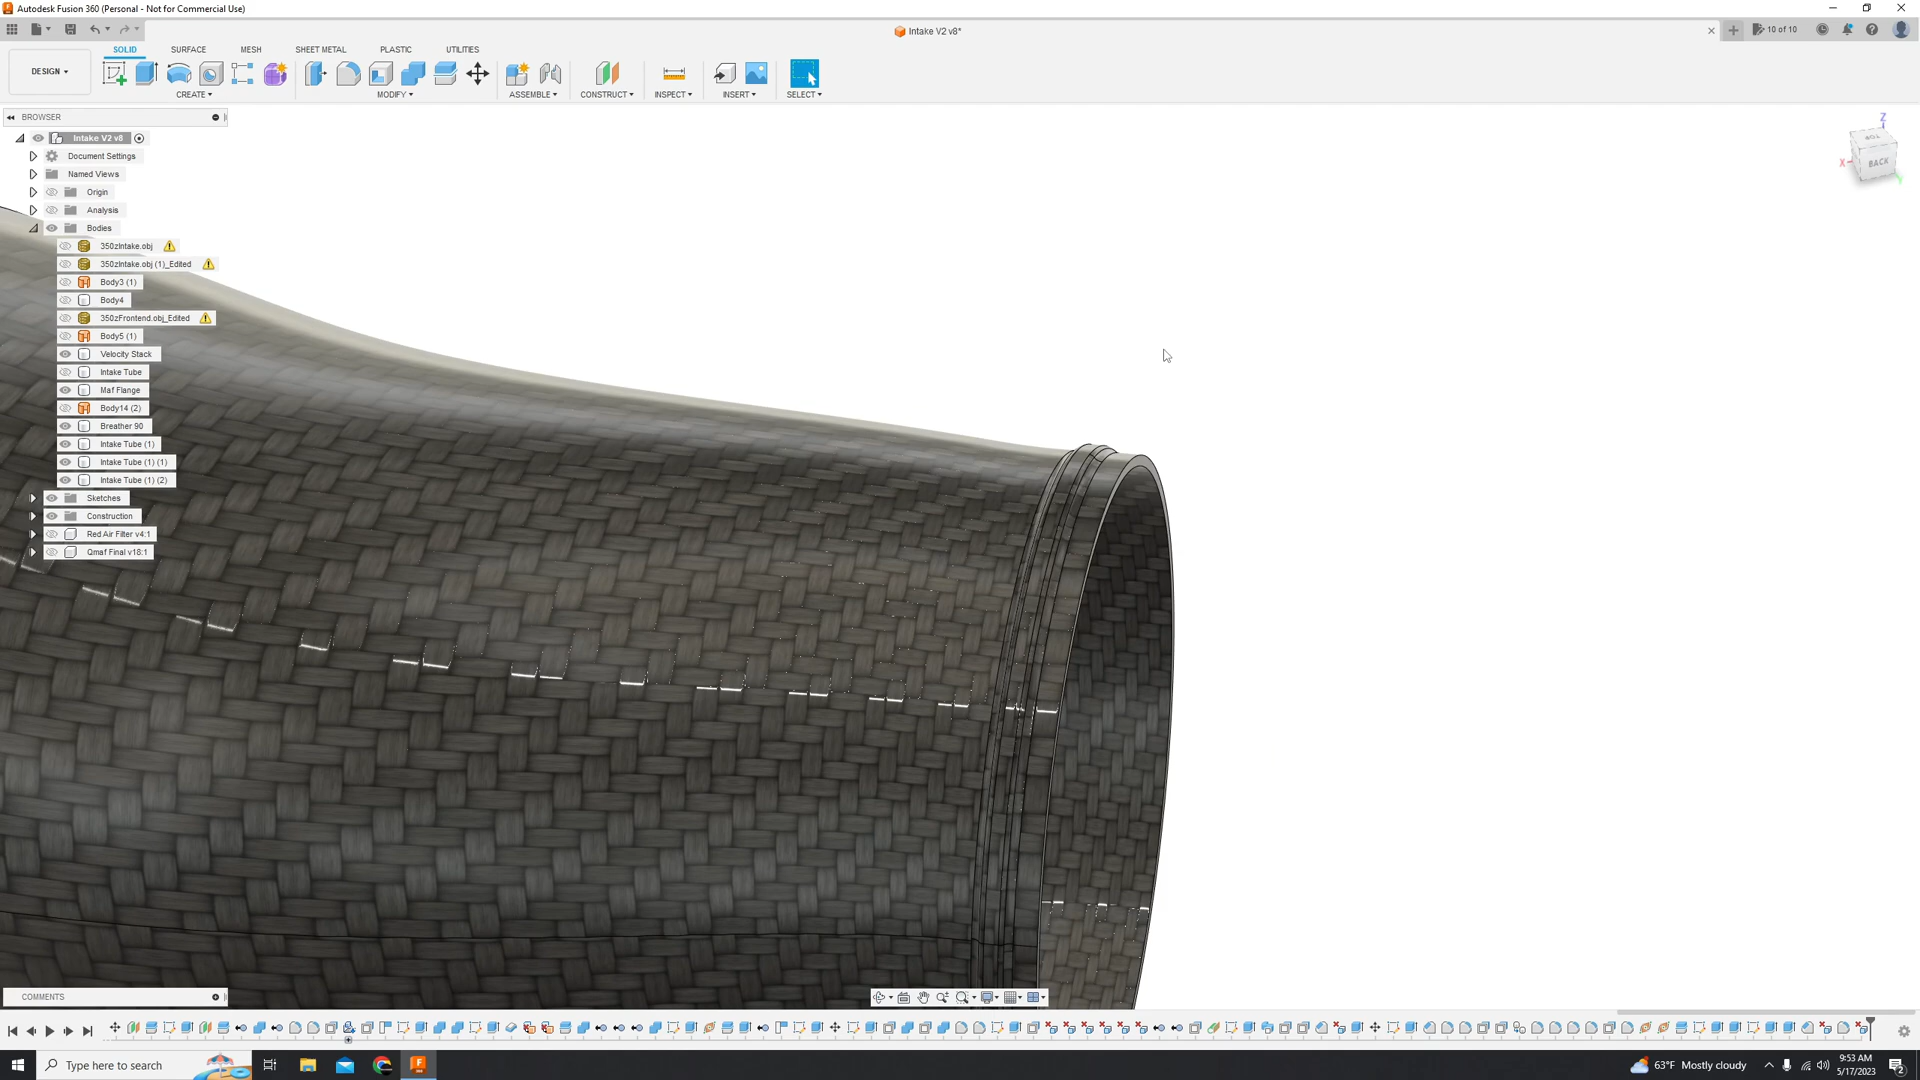 Autodesk Fusion 360 (Personal - Not for Commercial Use)
Intake V2 v8*
10 of 10
SOLID SURFACE MESH SHEET METAL PLASTIC UTILITIES
DESIGN
CREATE MODIFY ASSEMBLE CONSTRUCT INSPECT INSERT SELECT
BROWSER
Intake V2 v8
Document Settings
Named Views
Origin
Analysis
Bodies
350zIntake.obj
350zIntake.obj (1)_Edited
Body3 (1)
Body4
350zFrontend.obj_Edited
Body5 (1)
Velocity Stack
Intake Tube
Maf Flange
Body14 (2)
Breather 90
Intake Tube (1)
Intake Tube (1) (1)
Intake Tube (1) (2)
Sketches
Construction
Red Air Filter v4:1
Qmaf Final v18:1
Z
TOP
X
BACK
Y
COMMENTS
Type here to search
63°F Mostly cloudy
9:53 AM
5/17/2023
2